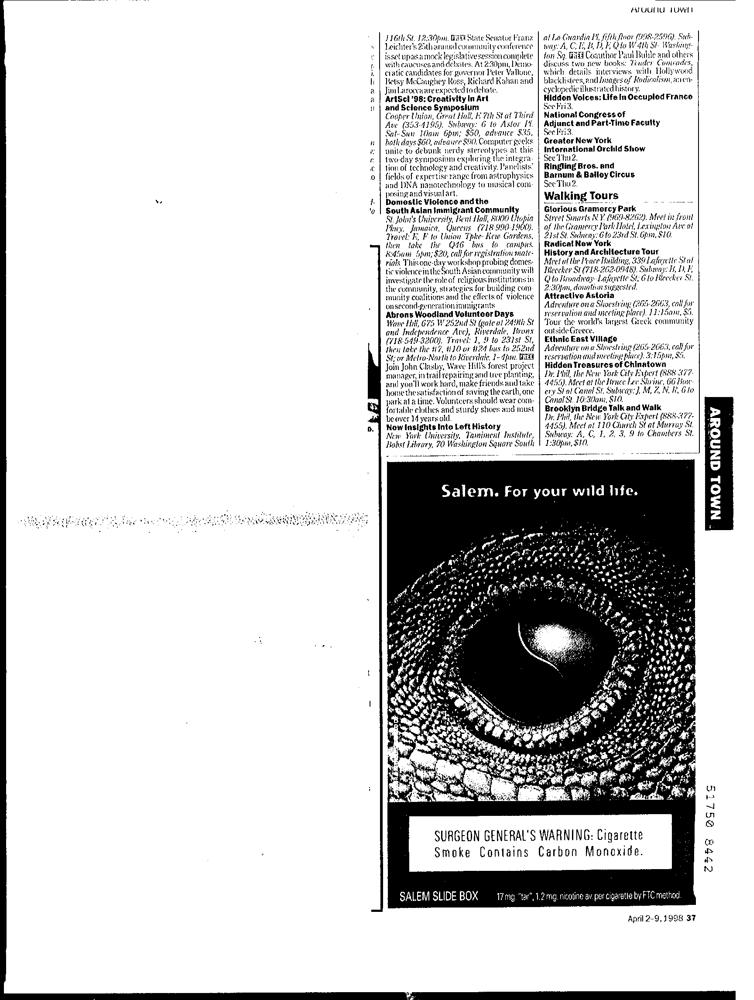 Around Town
116th St. 12:30pm. FREE State Senator Franz
Leichter's 25th annual community conference
is set up as a mock legislative session complete
with caucuses and debates. At 2:30pm, Demo-
cratic candidates for governor Peter Vallone,
Betsy McCaughey Ross, Richard Kahan and
Jim Larocca are expected to debate.
ArtSci '98: Creativity in Art
and Science Symposium
Cooper Union, Great Hall, E 7th St at Third
Ave (353-4195). Subway: 6 to Astor Pl.
Sat–Sun 10am–6pm; $50, advance $35,
both days $60, advance $90. Computer geeks
unite to debunk nerdy stereotypes at this
two-day symposium exploring the integra-
tion of technology and creativity. Panelists'
fields of expertise range from astrophysics
and DNA nanotechnology to musical com-
posing and visual art.
Domestic Violence and the
South Asian Immigrant Community
St. John's University, Bent Hall, 8000 Utopia
Pkwy, Jamaica, Queens (718-990-1900).
Travel: E, F to Union Tpke–Kew Gardens,
then take the Q46 bus to campus.
8:45am–5pm; $20, call for registration mate-
rials. This one-day workshop probing domes-
tic violence in the South Asian community will
investigate the role of religious institutions in
the community, strategies for building com-
munity coalitions and the effects of violence
on second-generation immigrants.
Abrons Woodland Volunteer Days
Wave Hill, 675 W 252nd St (gate at 249th St
and Independence Ave), Riverdale, Bronx
(718-549-3200). Travel: 1, 9 to 231st St,
then take the #7, #10 or #24 bus to 252nd
St; or Metro-North to Riverdale. 1–4pm. FREE
Join John Clasby, Wave Hill's forest project
manager, in trail repairing and tree planting,
and you'll work hard, make friends and take
home the satisfaction of saving the earth, one
park at a time. Volunteers should wear com-
fortable clothes and sturdy shoes and must
be over 14 years old.
New Insights Into Left History
New York University, Tamiment Institute,
Bobst Library, 70 Washington Square South
at La Guardia Pl, fifth floor (998-2596). Sub-
way: A, C, E, B, D, F, Q to W 4th St–Washing-
ton Sq. FREE Coauthor Paul Buhle and others
discuss two new books: Tender Comrades,
which details interviews with Hollywood
blacklistees, and Images of Radicalism, an en-
cyclopedic illustrated history.
Hidden Voices: Life in Occupied France
See Fri 3.
National Congress of
Adjunct and Part-Time Faculty
See Fri 3.
Greater New York
International Orchid Show
See Thu 2.
Ringling Bros. and
Barnum & Bailey Circus
See Thu 2.
Walking Tours
Glorious Gramercy Park
Street Smarts N.Y. (969-8262). Meet in front
of the Gramercy Park Hotel, Lexington Ave at
21st St. Subway: 6 to 23rd St. 6pm, $10.
Radical New York
History and Architecture Tour
Meet at the Peace Building, 339 Lafayette St at
Bleecker St (718-262-0948). Subway: B, D, F,
Q to Broadway–Lafayette St, 6 to Bleecker St.
2:30pm, donation suggested.
Attractive Astoria
Adventure on a Shoestring (265-2663, call for
reservation and meeting place). 11:15am, $5.
Tour the world's largest Greek community
outside Greece.
Ethnic East Village
Adventure on a Shoestring (265-2663, call for
reservation and meeting place). 3:15pm, $5.
Hidden Treasures of Chinatown
Dr. Phil, the New York City Expert (888-377-
4455). Meet at the Bruce Lee Shrine, 66 Bow-
ery St at Canal St. Subway: J, M, Z, N, R, 6 to
Canal St. 10:30am, $10.
Brooklyn Bridge Talk and Walk
Dr. Phil, the New York City Expert (888-377-
4455). Meet at 110 Church St at Murray St.
Subway: A, C, 1, 2, 3, 9 to Chambers St.
1:30pm, $10.
AROUND TOWN
Salem. For your wild life.
SURGEON GENERAL'S WARNING: Cigarette
Smoke Contains Carbon Monoxide.
SALEM SLIDE BOX 17 mg. "tar", 1.2 mg. nicotine av. per cigarette by FTC method.
51750 8442
April 2–9, 1998 37